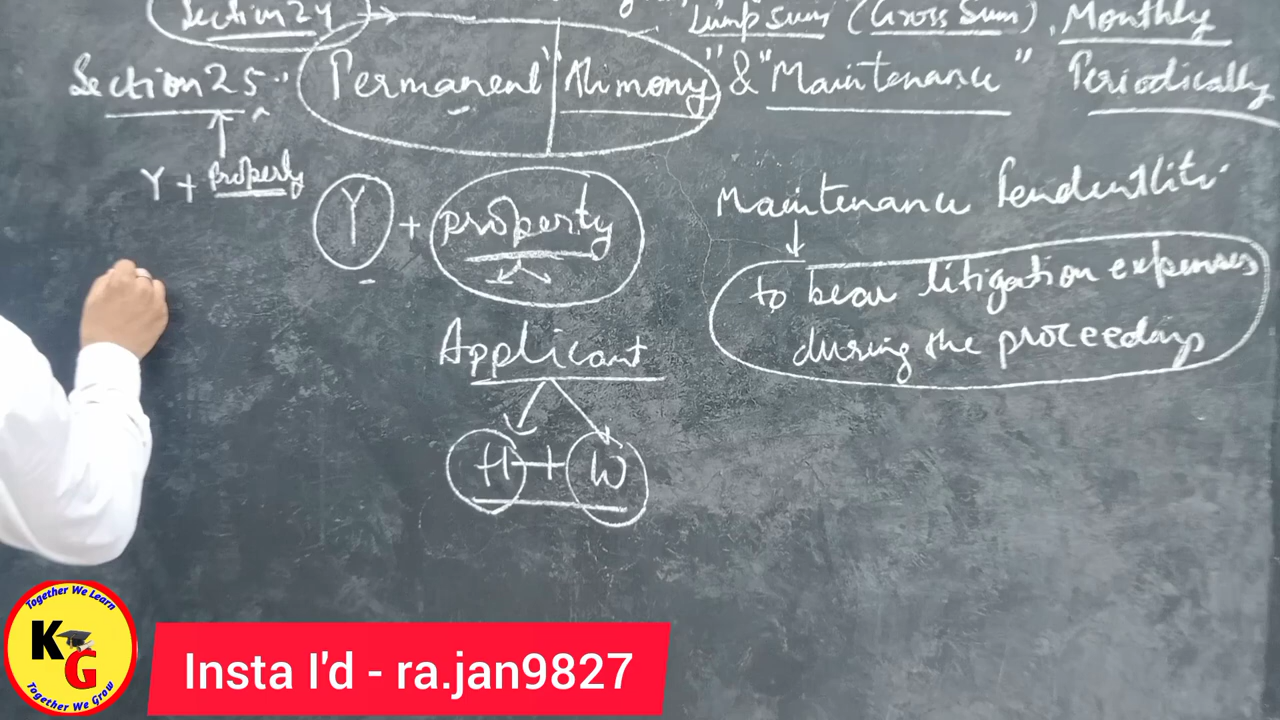 Section 24
Lump sum (Gross Sum), Monthly
Section 25 "Permanent Alimony" & "Maintenance" Periodically
Y + Property
Y + property
Maintenance
to bear litigation expenses
during the proceedings
Applicant
H + W
Together We Learn
KG
Together We Grow
Insta I'd - ra.jan9827